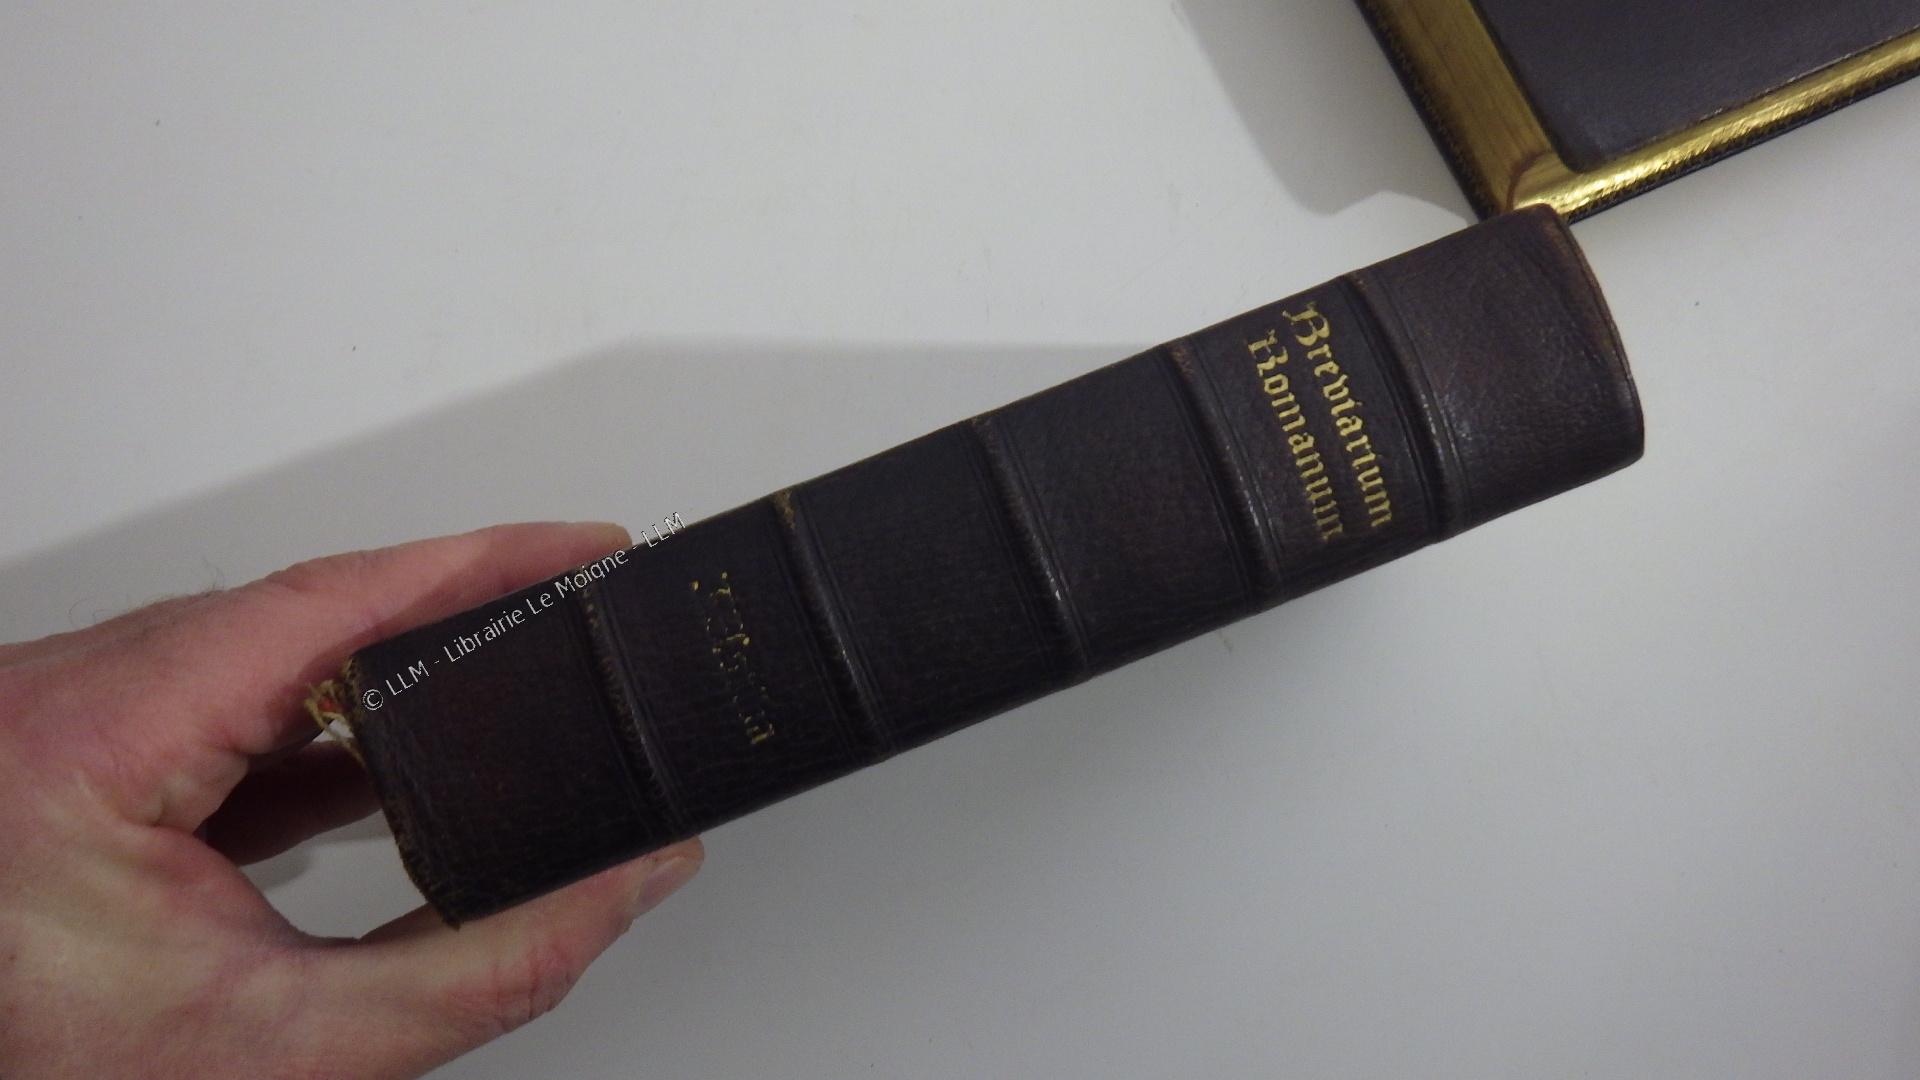 Breviarium
Romanum
© LLM - Librairie Le Moigne - LLM